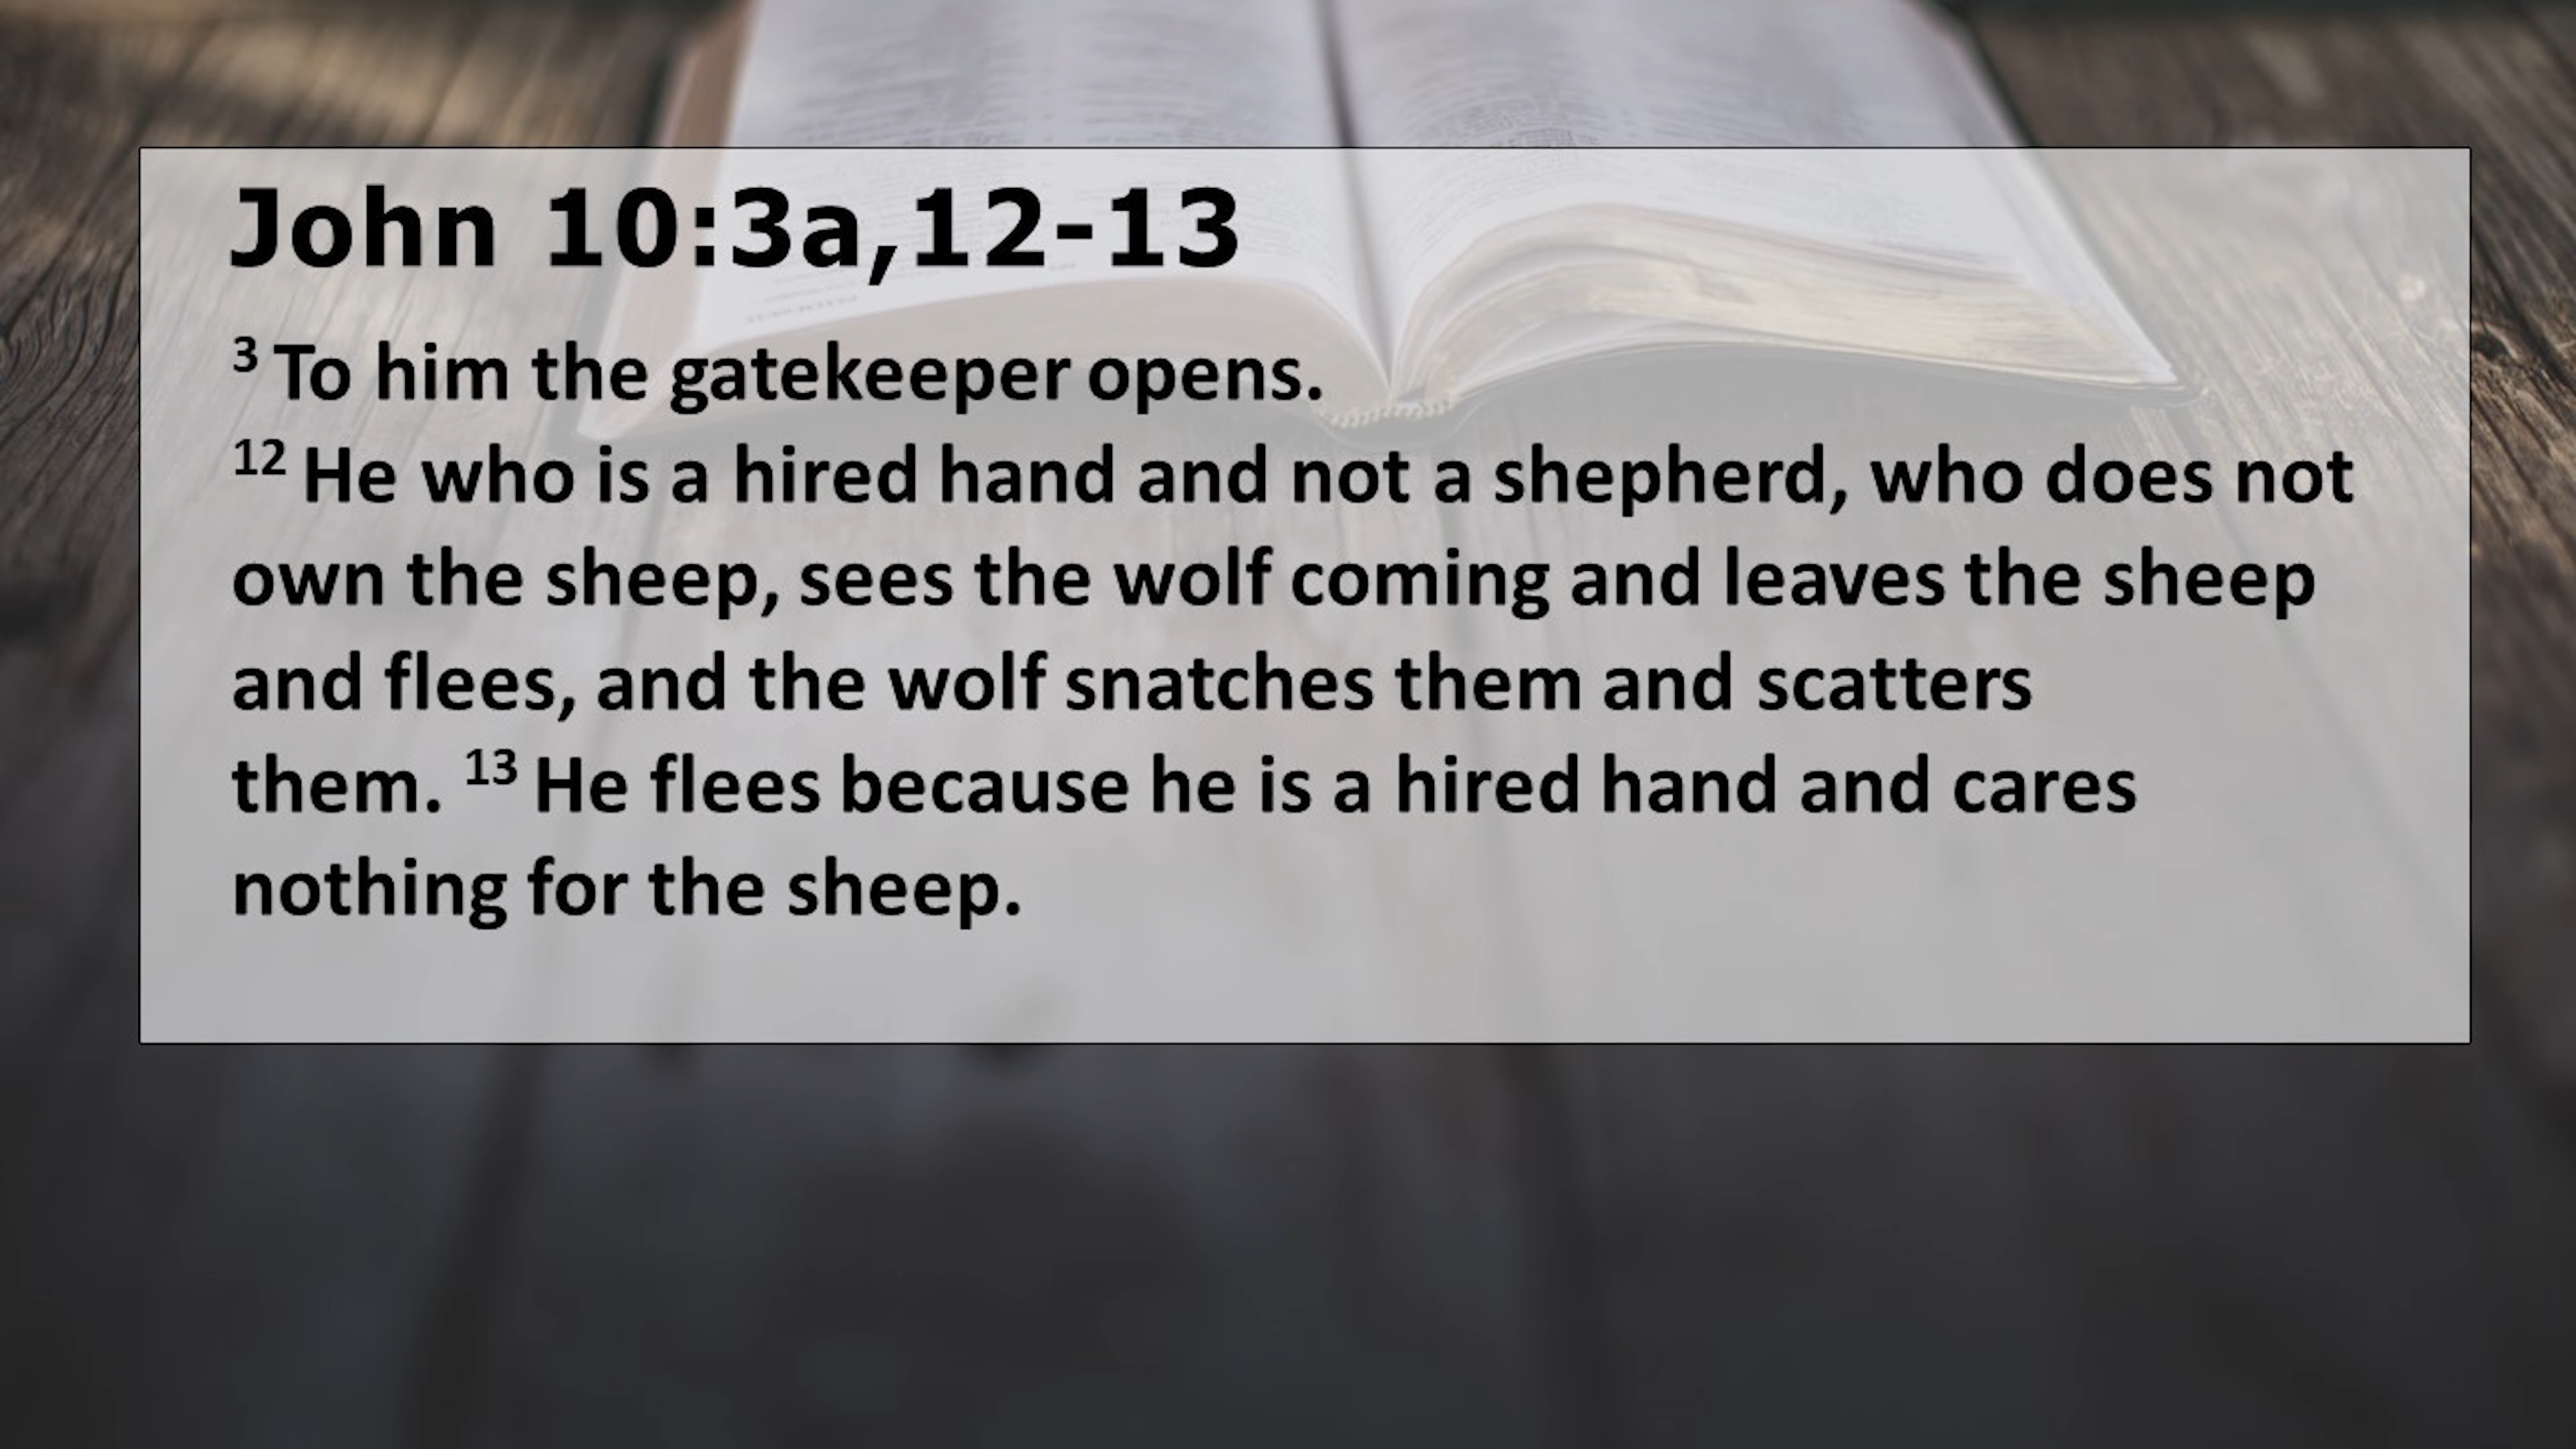 John 10:3a,12-13
3 To him the gatekeeper opens.
12 He who is a hired hand and not a shepherd, who does not
own the sheep, sees the wolf coming and leaves the sheep
and flees, and the wolf snatches them and scatters
them. 13 He flees because he is a hired hand and cares
nothing for the sheep.